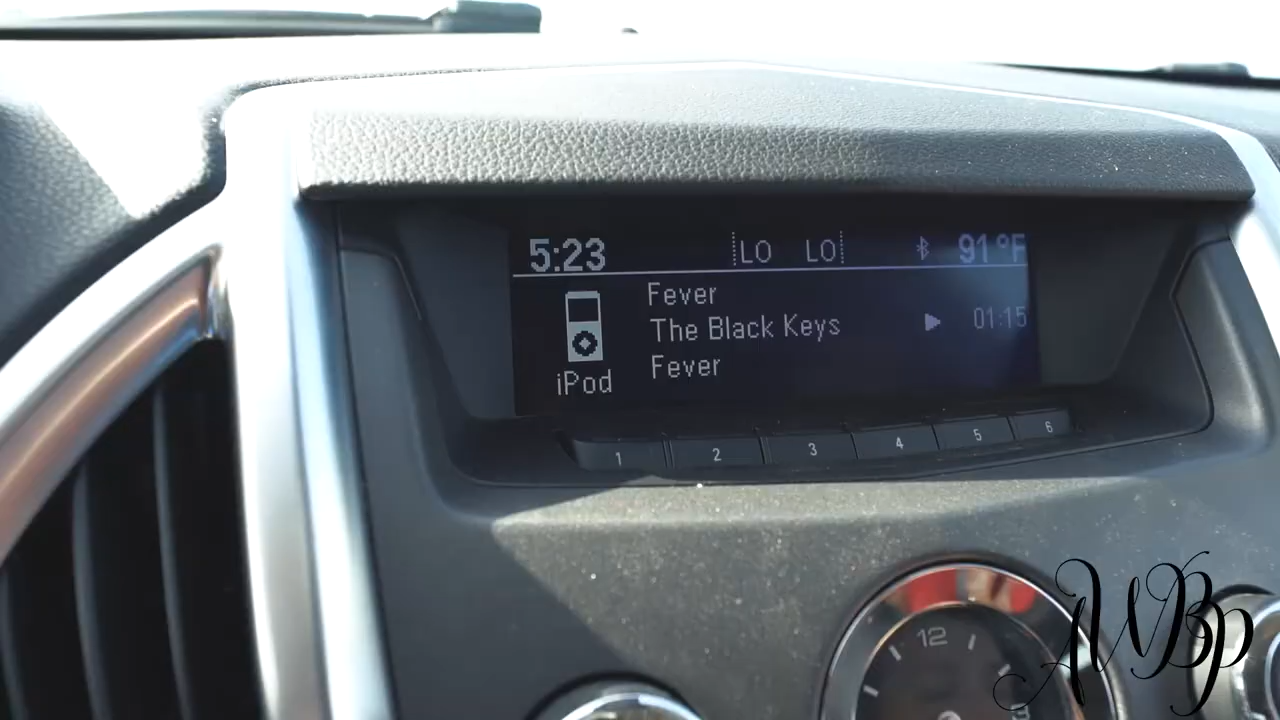 5:23 LO LO 91°F
Fever
The Black Keys 01:15
Fever
iPod
1 2 3 4 5 6
12
AWBp